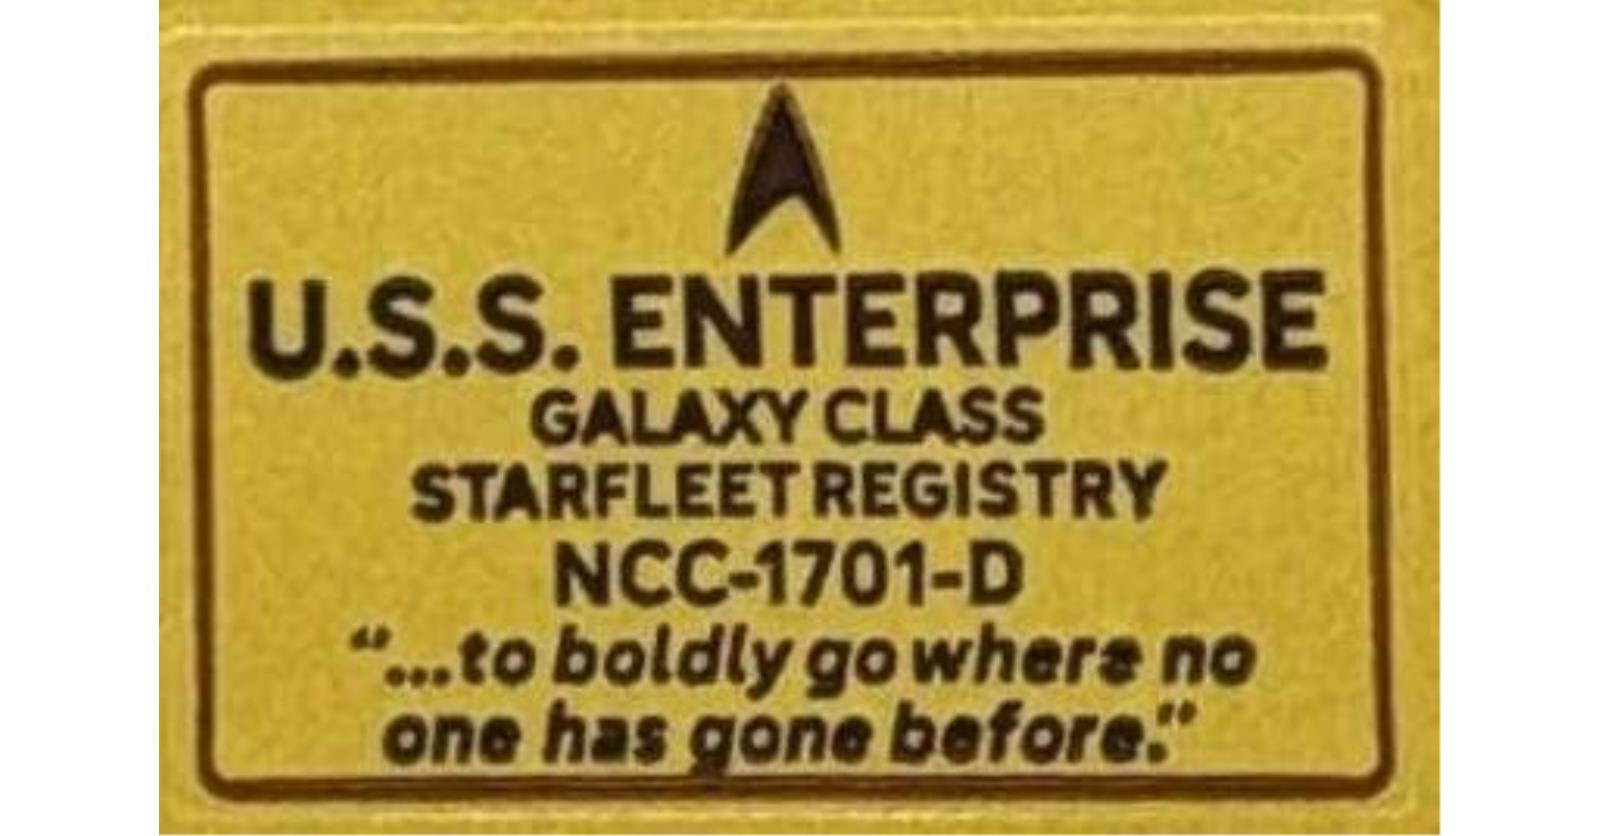 U.S.S. ENTERPRISE
GALAXY CLASS
STARFLEET REGISTRY
NCC-1701-D
“...to boldly go where no
one has gone before.”